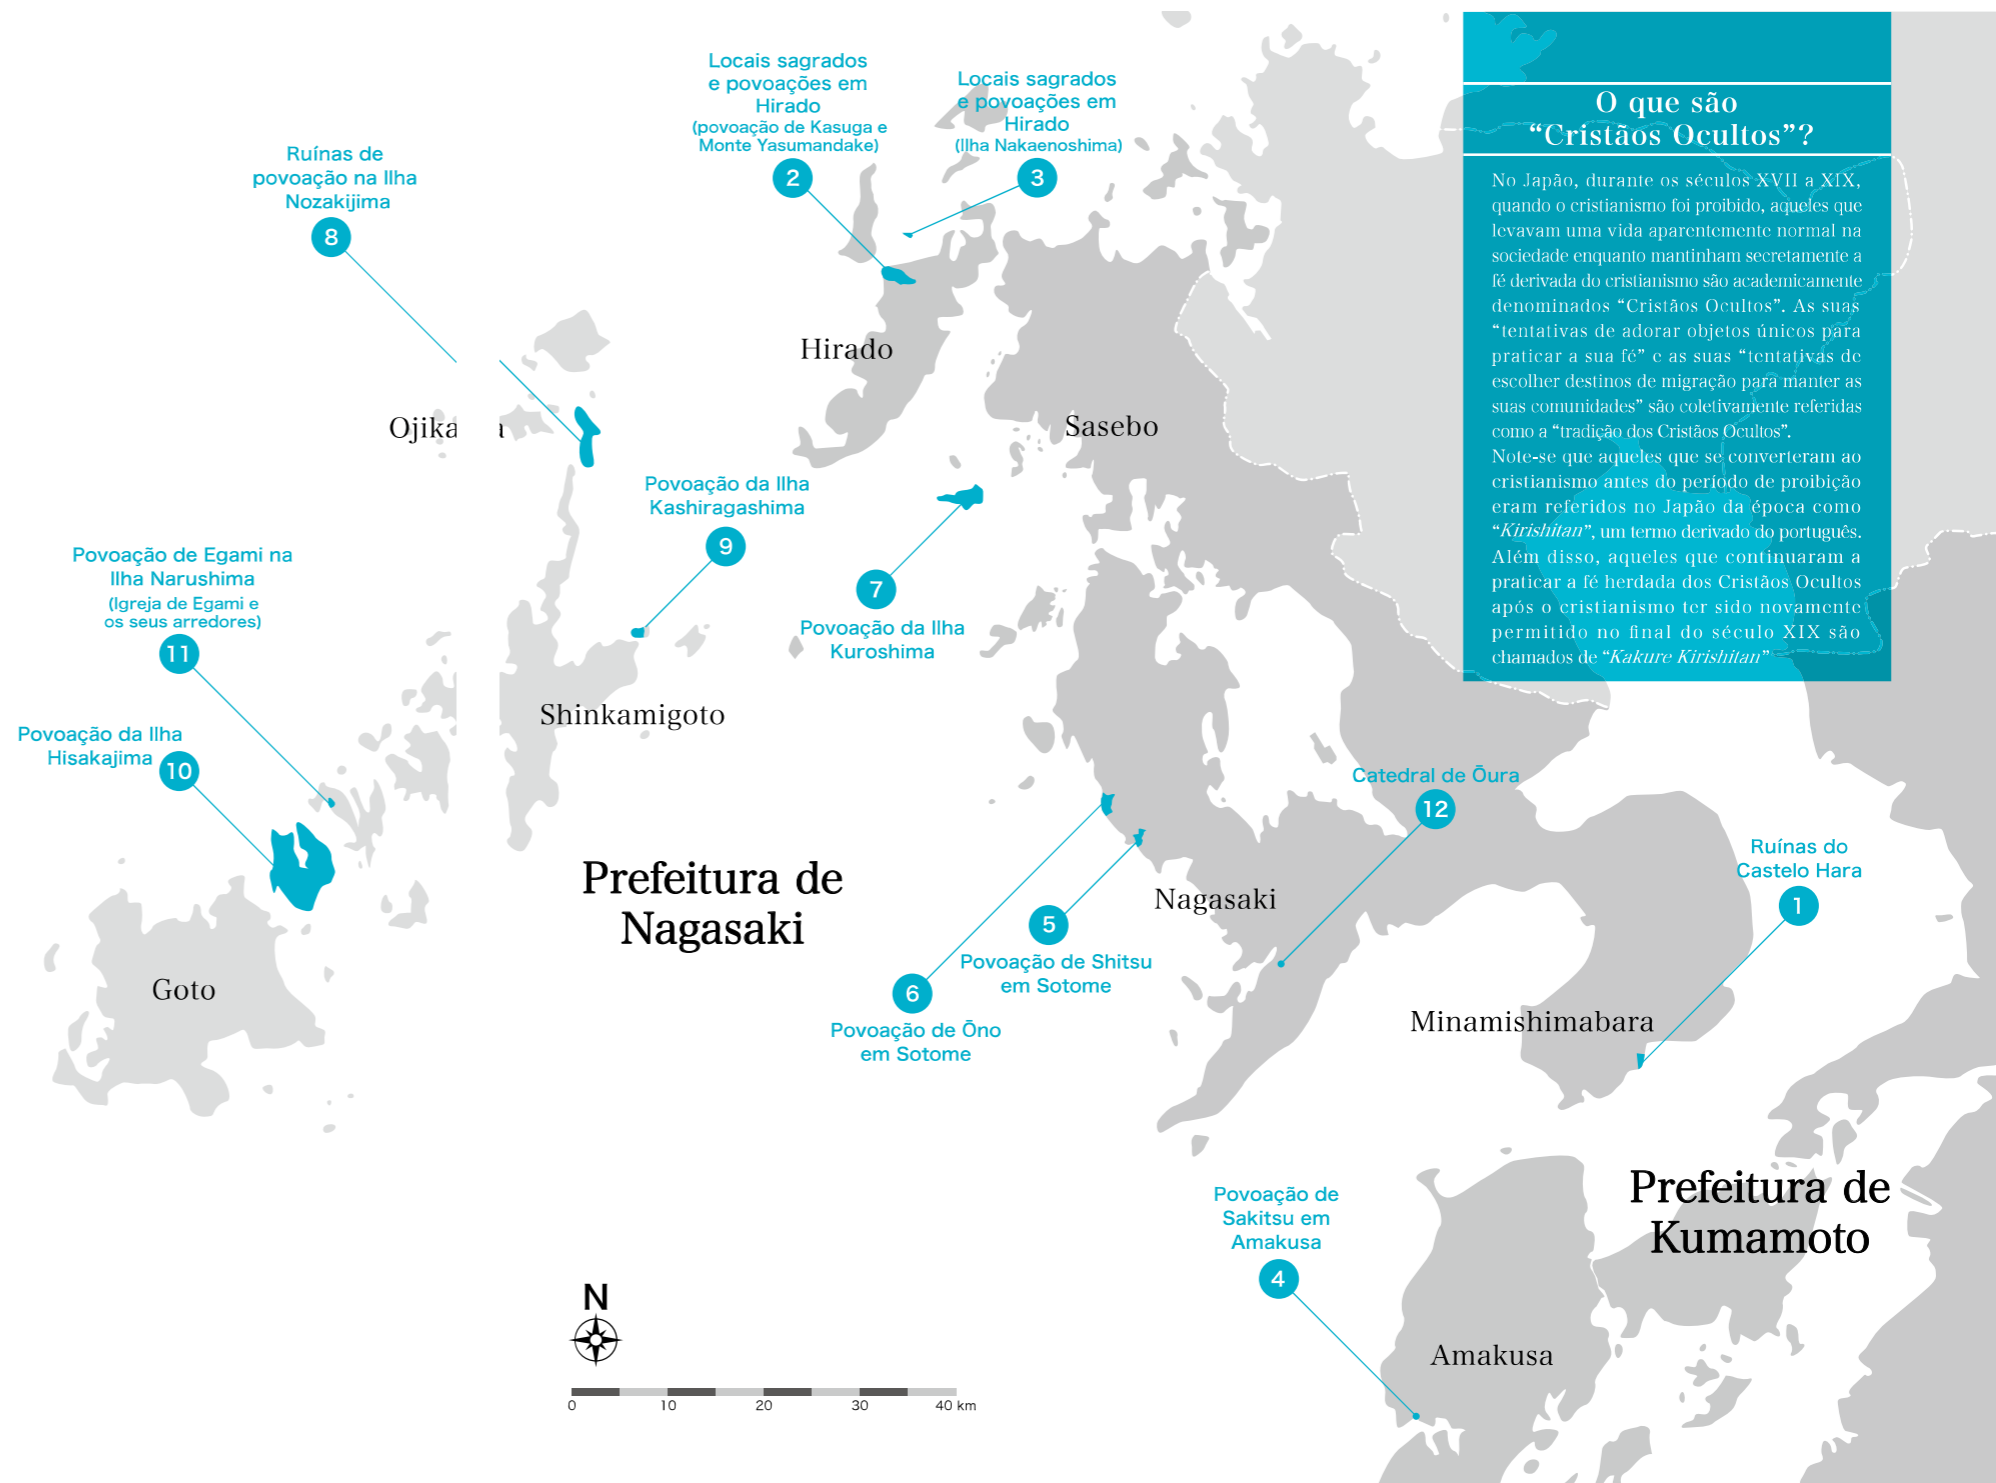 Locais sagrados
e povoações em
Hirado
(povoação de Kasuga e
Monte Yasumandake)
2
Locais sagrados
e povoações em
Hirado
(Ilha Nakaenoshima)
3
Ruínas de
povoação na Ilha
Nozakijima
8
Hirado
Sasebo
Povoação da Ilha
Kashiragashima
9
7
Povoação da Ilha
Kuroshima
Povoação de Egami na
Ilha Narushima
(Igreja de Egami e
os seus arredores)
11
Povoação da Ilha
Hisakajima
10
Shinkamigoto
Goto
Prefeitura de
Nagasaki
Catedral de Ōura
12
Ruínas do
Castelo Hara
1
Nagasaki
5
Povoação de Shitsu
em Sotome
6
Povoação de Ōno
em Sotome
Minamishimabara
Prefeitura de
Kumamoto
Povoação de
Sakitsu em
Amakusa
4
Amakusa
N
0 10 20 30 40 km
O que são
“Cristãos Ocultos”?
No Japão, durante os séculos XVII a XIX,
quando o cristianismo foi proibido, aqueles que
levavam uma vida aparentemente normal na
sociedade enquanto mantinham secretamente a
fé derivada do cristianismo são academicamente
denominados “Cristãos Ocultos”. As suas
“tentativas de adorar objetos únicos para
praticar a sua fé” e as suas “tentativas de
escolher destinos de migração para manter as
suas comunidades” são coletivamente referidas
como a “tradição dos Cristãos Ocultos”.
Note-se que aqueles que se converteram ao
cristianismo antes do período de proibição
eram referidos no Japão da época como
“Kirishitan”, um termo derivado do português.
Além disso, aqueles que continuaram a
praticar a fé herdada dos Cristãos Ocultos
após o cristianismo ter sido novamente
permitido no final do século XIX são
chamados de “Kakure Kirishitan”